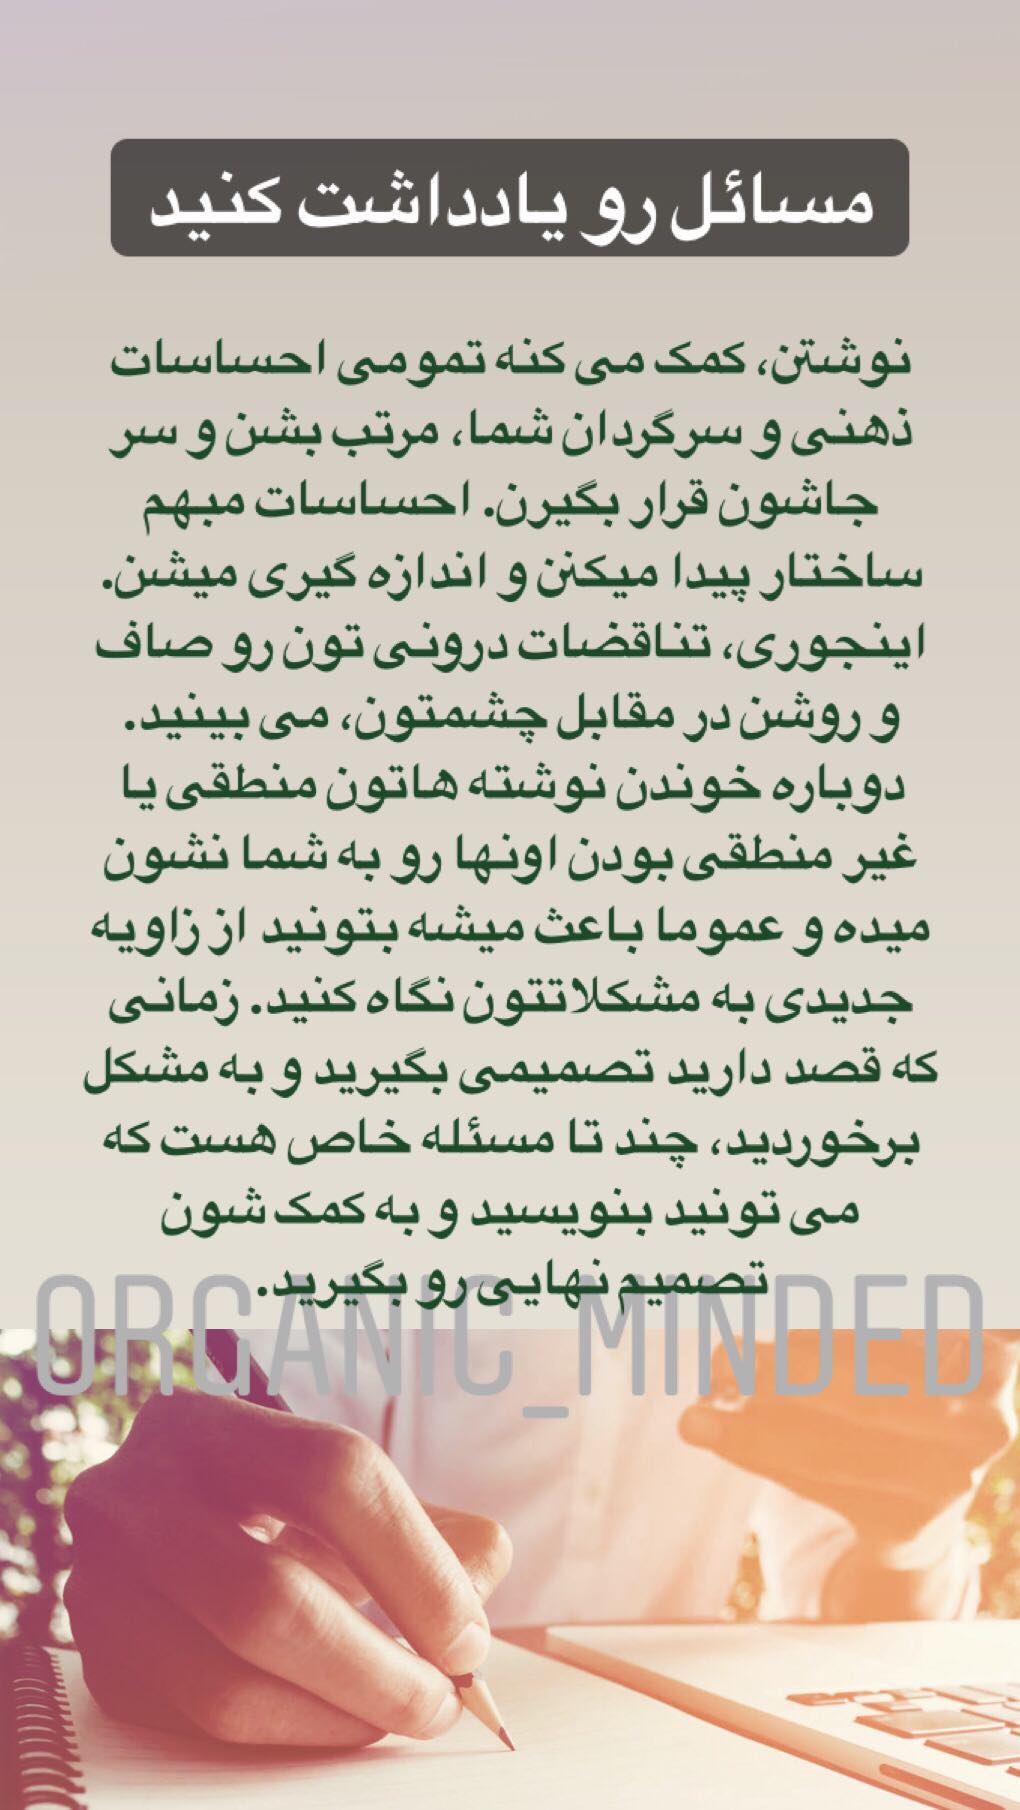 مسائل رو یادداشت کنید
نوشتن، کمک می کنه تمومی احساسات
ذهنی و سرگردان شما، مرتب بشن و سر
جاشون قرار بگیرن. احساسات مبهم
ساختار پیدا میکنن و اندازه گیری میشن.
اینجوری، تناقضات درونی تون رو صاف
و روشن در مقابل چشمتون، می بینید.
دوباره خوندن نوشته هاتون منطقی یا
غیر منطقی بودن اونها رو به شما نشون
میده و عموما باعث میشه بتونید از زاویه
جدیدی به مشکلاتتون نگاه کنید. زمانی
که قصد دارید تصمیمی بگیرید و به مشکل
برخوردید، چند تا مسئله خاص هست که
می تونید بنویسید و به کمک شون
تصمیم نهایی رو بگیرید.
ORGANIC_MINDED